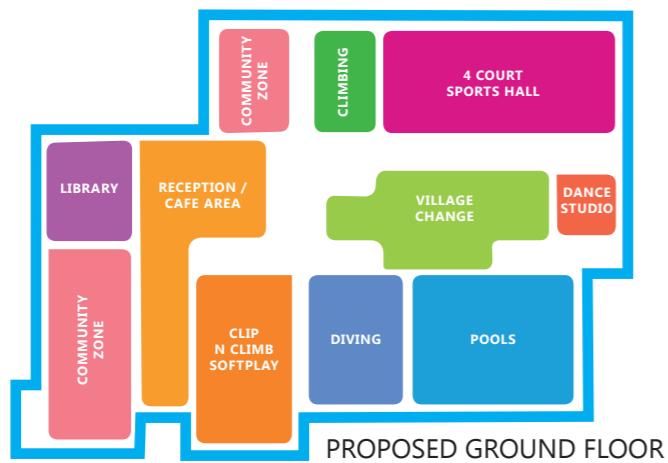 COMMUNITY
ZONE
CLIMBING
4 COURT
SPORTS HALL
LIBRARY
RECEPTION /
CAFE AREA
VILLAGE
CHANGE
DANCE
STUDIO
COMMUNITY
ZONE
CLIP
N CLIMB
SOFTPLAY
DIVING
POOLS
PROPOSED GROUND FLOOR